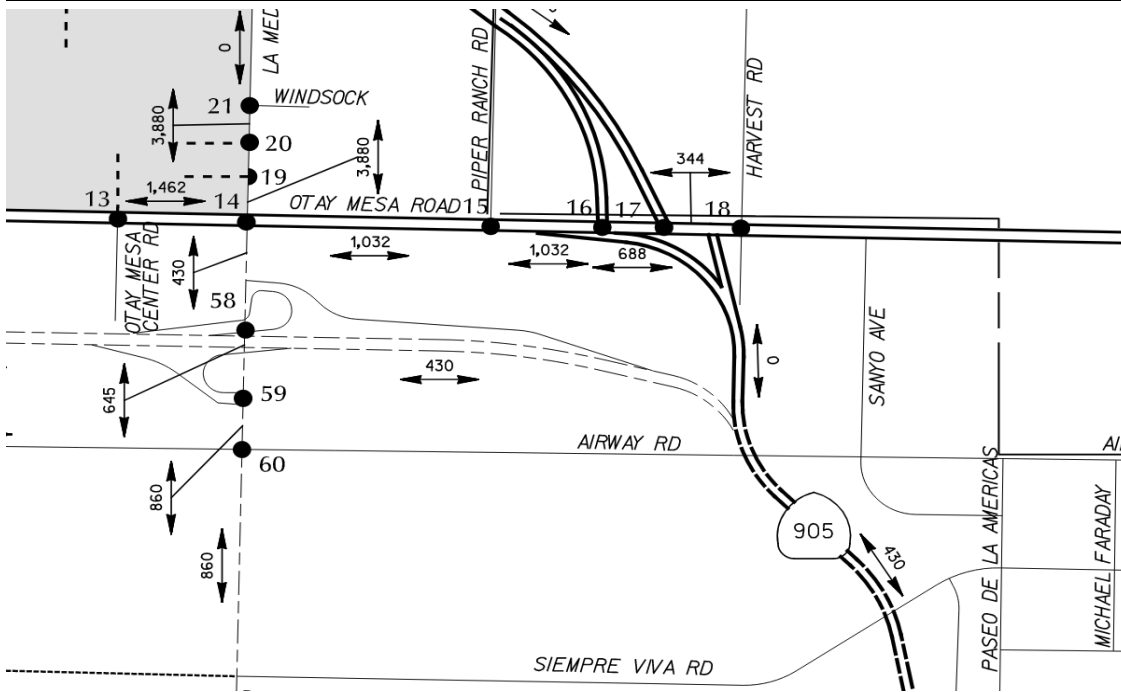 0
LA MED
0
PIPER RANCH RD
HARVEST RD
3,880
21
WINDSOCK
20
3,880
19
344
13
1,462
14
OTAY MESA ROAD
15
16
17
18
OTAY MESA
CENTER RD
430
1,032
1,032
688
58
645
59
430
0
SANYO AVE
60
AIRWAY RD
AI
860
860
905
430
PASEO DE LA AMERICAS
MICHAEL FARADAY
SIEMPRE VIVA RD